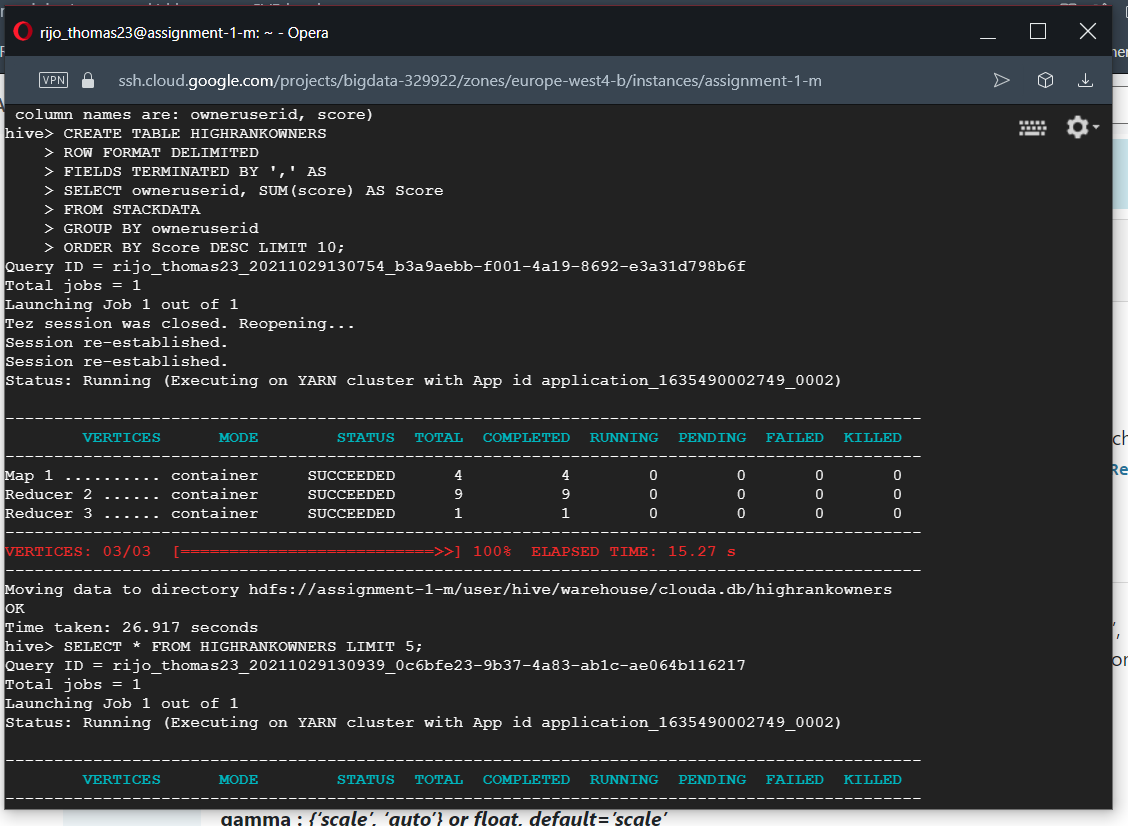 rijo_thomas23@assignment-1-m: ~ - Opera
VPN
ssh.cloud.google.com/projects/bigdata-329922/zones/europe-west4-b/instances/assignment-1-m
column names are: owneruserid, score)
hive> CREATE TABLE HIGHRANKOWNERS
> ROW FORMAT DELIMITED
> FIELDS TERMINATED BY ',' AS
> SELECT owneruserid, SUM(score) AS Score
> FROM STACKDATA
> GROUP BY owneruserid
> ORDER BY Score DESC LIMIT 10;
Query ID = rijo_thomas23_20211029130754_b3a9aebb-f001-4a19-8692-e3a31d798b6f
Total jobs = 1
Launching Job 1 out of 1
Tez session was closed. Reopening...
Session re-established.
Session re-established.
Status: Running (Executing on YARN cluster with App id application_1635490002749_0002)
----------------------------------------------------------------------------------------------
VERTICES MODE STATUS TOTAL COMPLETED RUNNING PENDING FAILED KILLED
----------------------------------------------------------------------------------------------
Map 1 .......... container SUCCEEDED 4 4 0 0 0 0
Reducer 2 ...... container SUCCEEDED 9 9 0 0 0 0
Reducer 3 ...... container SUCCEEDED 1 1 0 0 0 0
----------------------------------------------------------------------------------------------
VERTICES: 03/03 [==========================>>] 100% ELAPSED TIME: 15.27 s
----------------------------------------------------------------------------------------------
Moving data to directory hdfs://assignment-1-m/user/hive/warehouse/clouda.db/highrankowners
OK
Time taken: 26.917 seconds
hive> SELECT * FROM HIGHRANKOWNERS LIMIT 5;
Query ID = rijo_thomas23_20211029130939_0c6bfe23-9b37-4a83-ab1c-ae064b116217
Total jobs = 1
Launching Job 1 out of 1
Status: Running (Executing on YARN cluster with App id application_1635490002749_0002)
----------------------------------------------------------------------------------------------
VERTICES MODE STATUS TOTAL COMPLETED RUNNING PENDING FAILED KILLED
----------------------------------------------------------------------------------------------
gamma : {'scale', 'auto'} or float, default='scale'